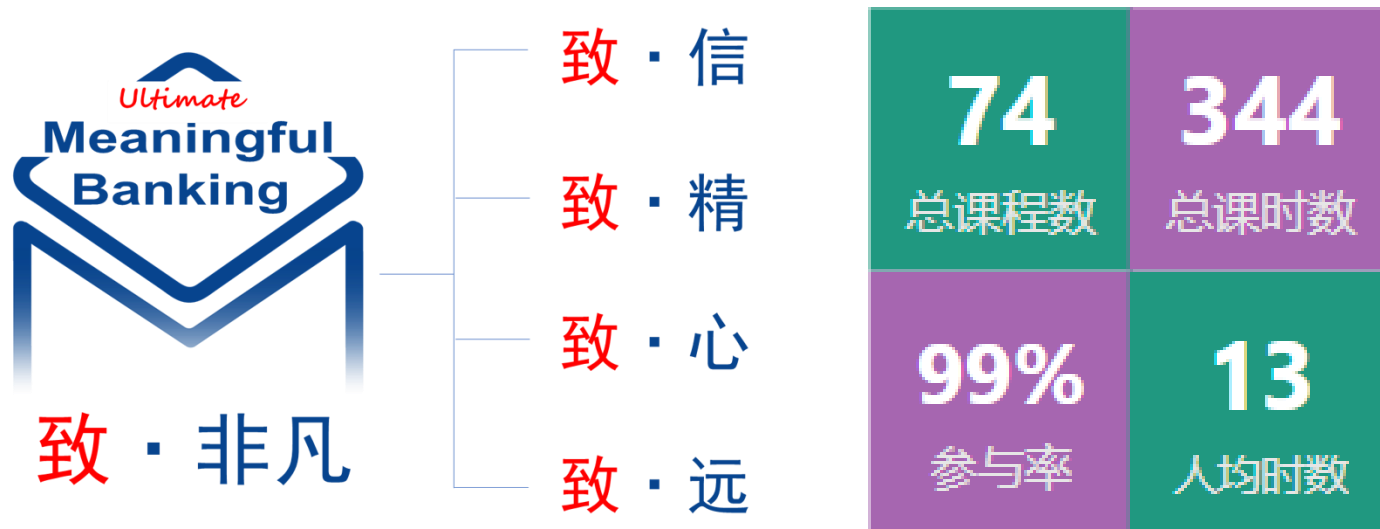 Ultimate
Meaningful
Banking
致·非凡
致·信
致·精
致·心
致·远
74
总课程数
344
总课时数
99%
参与率
13
人均时数